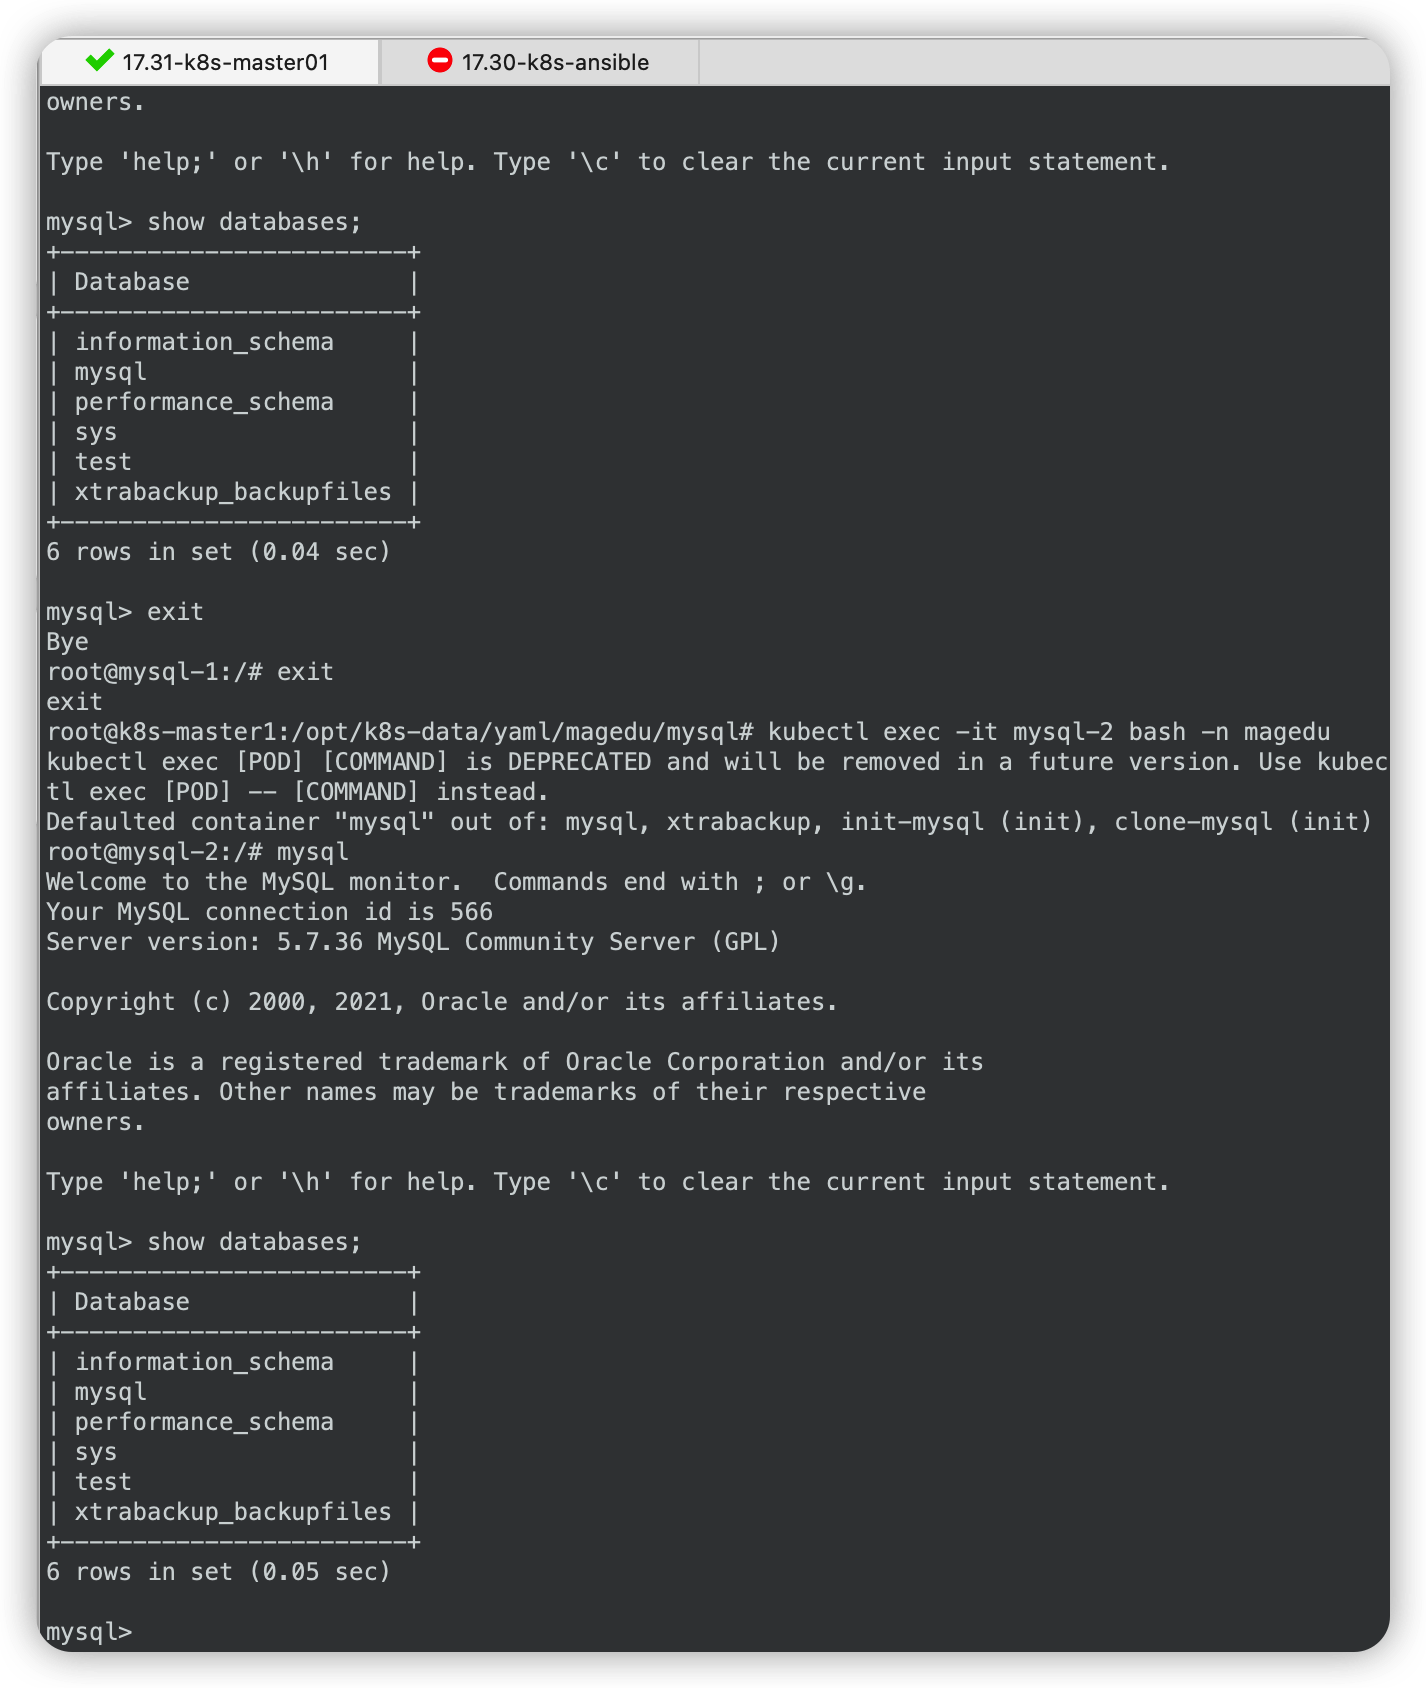 17.31-k8s-master01
17.30-k8s-ansible
owners.
Type 'help;' or '\h' for help. Type '\c' to clear the current input statement.
mysql> show databases;
+------------------------+
| Database               |
+------------------------+
| information_schema     |
| mysql                  |
| performance_schema     |
| sys                    |
| test                   |
| xtrabackup_backupfiles |
+------------------------+
6 rows in set (0.04 sec)
mysql> exit
Bye
root@mysql-1:/# exit
exit
root@k8s-master1:/opt/k8s-data/yaml/magedu/mysql# kubectl exec -it mysql-2 bash -n magedu
kubectl exec [POD] [COMMAND] is DEPRECATED and will be removed in a future version. Use kubec
tl exec [POD] -- [COMMAND] instead.
Defaulted container "mysql" out of: mysql, xtrabackup, init-mysql (init), clone-mysql (init)
root@mysql-2:/# mysql
Welcome to the MySQL monitor.  Commands end with ; or \g.
Your MySQL connection id is 566
Server version: 5.7.36 MySQL Community Server (GPL)
Copyright (c) 2000, 2021, Oracle and/or its affiliates.
Oracle is a registered trademark of Oracle Corporation and/or its
affiliates. Other names may be trademarks of their respective
owners.
Type 'help;' or '\h' for help. Type '\c' to clear the current input statement.
mysql> show databases;
+------------------------+
| Database               |
+------------------------+
| information_schema     |
| mysql                  |
| performance_schema     |
| sys                    |
| test                   |
| xtrabackup_backupfiles |
+------------------------+
6 rows in set (0.05 sec)
mysql>